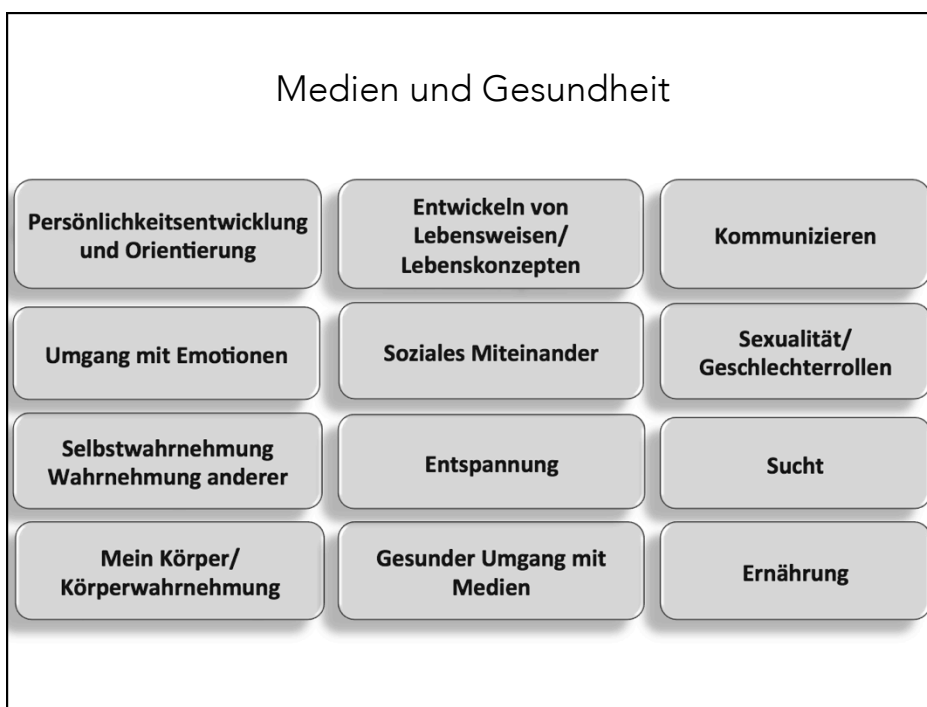 Medien und Gesundheit
Persönlichkeitsentwicklung
und Orientierung
Entwickeln von
Lebensweisen/
Lebenskonzepten
Kommunizieren
Umgang mit Emotionen
Soziales Miteinander
Sexualität/
Geschlechterrollen
Selbstwahrnehmung
Wahrnehmung anderer
Entspannung
Sucht
Mein Körper/
Körperwahrnehmung
Gesunder Umgang mit
Medien
Ernährung